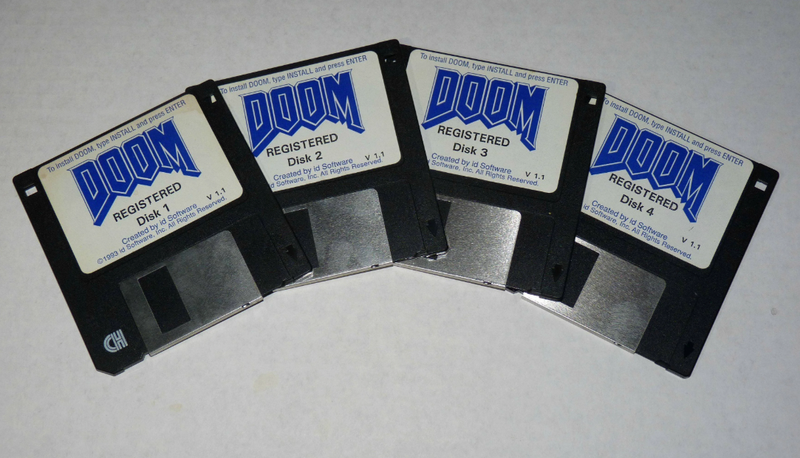 To install DOOM, type INSTALL and press ENTER
DOOM
REGISTERED
Disk 1
V 1.1
Created by id Software
©1993 id Software, Inc. All Rights Reserved.
CH
To install DOOM, type INSTALL and press ENTER
DOOM
REGISTERED
Disk 2
V 1.1
Created by id Software
id Software, Inc. All Rights Reserved.
To install DOOM, type INSTALL and press ENTER
DOOM
REGISTERED
Disk 3
V 1.1
Created by id Software
id Software, Inc. All Rights Reserved.
To install DOOM, type INSTALL and press ENTER
DOOM
REGISTERED
Disk 4
V 1.1
Created by id Software
id Software, Inc. All Rights Reserved.